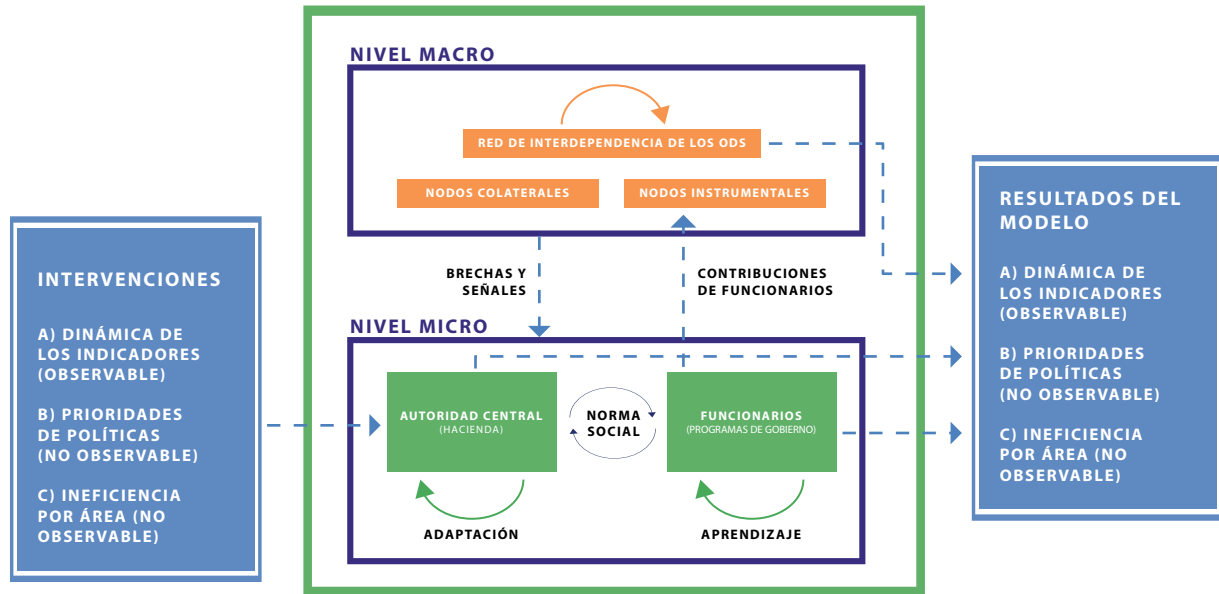 INTERVENCIONES
A) DINÁMICA DE
LOS INDICADORES
(OBSERVABLE)
B) PRIORIDADES
DE POLÍTICAS
(NO OBSERVABLE)
C) INEFICIENCIA
POR ÁREA (NO
OBSERVABLE)
NIVEL MACRO
RED DE INTERDEPENDENCIA DE LOS ODS
NODOS COLATERALES
NODOS INSTRUMENTALES
BRECHAS Y
SEÑALES
CONTRIBUCIONES
DE FUNCIONARIOS
NIVEL MICRO
AUTORIDAD CENTRAL
(HACIENDA)
NORMA
SOCIAL
FUNCIONARIOS
(PROGRAMAS DE GOBIERNO)
ADAPTACIÓN
APRENDIZAJE
RESULTADOS DEL
MODELO
A) DINÁMICA DE
LOS INDICADORES
(OBSERVABLE)
B) PRIORIDADES
DE POLÍTICAS
(NO OBSERVABLE)
C) INEFICIENCIA
POR ÁREA (NO
OBSERVABLE)